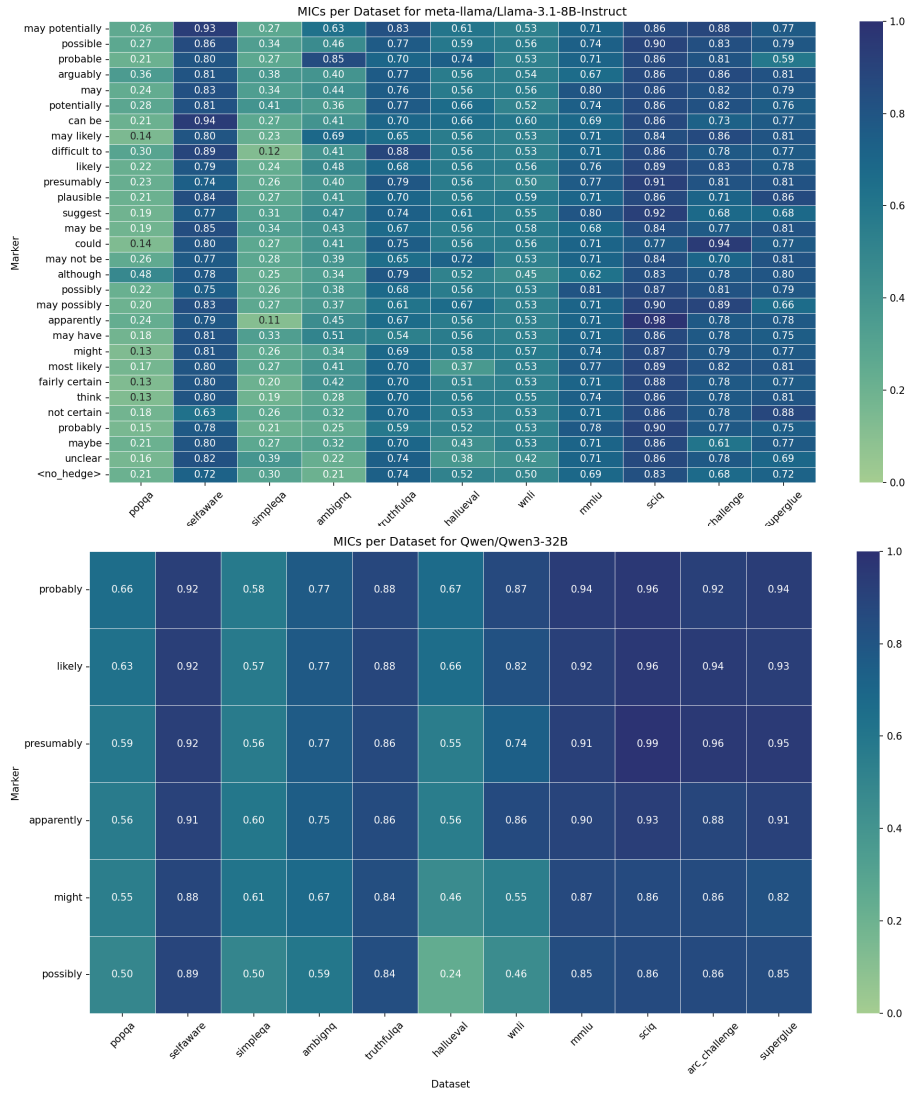 MICs per Dataset for meta-llama/Llama-3.1-8B-Instruct
may potentially 0.26 0.93 0.27 0.63 0.83 0.61 0.53 0.71 0.86 0.88 0.77
possible 0.27 0.86 0.34 0.46 0.77 0.59 0.56 0.74 0.90 0.83 0.79
probable 0.21 0.80 0.27 0.85 0.70 0.74 0.53 0.71 0.86 0.81 0.59
arguably 0.36 0.81 0.38 0.40 0.77 0.56 0.54 0.67 0.86 0.86 0.81
may 0.24 0.83 0.34 0.44 0.76 0.56 0.56 0.80 0.86 0.82 0.79
potentially 0.28 0.81 0.41 0.36 0.77 0.66 0.52 0.74 0.86 0.82 0.76
can be 0.21 0.94 0.27 0.41 0.70 0.66 0.60 0.69 0.86 0.73 0.77
may likely 0.14 0.80 0.23 0.69 0.65 0.56 0.53 0.71 0.84 0.86 0.81
difficult to 0.30 0.89 0.12 0.41 0.88 0.56 0.53 0.71 0.86 0.78 0.77
likely 0.22 0.79 0.24 0.48 0.68 0.56 0.56 0.76 0.89 0.83 0.78
presumably 0.23 0.74 0.26 0.40 0.79 0.56 0.50 0.77 0.91 0.81 0.81
plausible 0.21 0.84 0.27 0.41 0.70 0.56 0.59 0.71 0.86 0.71 0.86
suggest 0.19 0.77 0.31 0.47 0.74 0.61 0.55 0.80 0.92 0.68 0.68
may be 0.19 0.85 0.34 0.43 0.67 0.56 0.58 0.68 0.84 0.77 0.81
could 0.14 0.80 0.27 0.41 0.75 0.56 0.56 0.71 0.77 0.94 0.77
may not be 0.26 0.77 0.28 0.39 0.65 0.72 0.53 0.71 0.84 0.70 0.81
although 0.48 0.78 0.25 0.34 0.79 0.52 0.45 0.62 0.83 0.78 0.80
possibly 0.22 0.75 0.26 0.38 0.68 0.56 0.53 0.81 0.87 0.81 0.79
may possibly 0.20 0.83 0.27 0.37 0.61 0.67 0.53 0.71 0.90 0.89 0.66
apparently 0.24 0.79 0.11 0.45 0.67 0.56 0.53 0.71 0.98 0.78 0.78
may have 0.18 0.81 0.33 0.51 0.54 0.56 0.53 0.71 0.86 0.78 0.75
might 0.13 0.81 0.26 0.34 0.69 0.58 0.57 0.74 0.87 0.79 0.77
most likely 0.17 0.80 0.27 0.41 0.70 0.37 0.53 0.77 0.89 0.82 0.81
fairly certain 0.13 0.80 0.20 0.42 0.70 0.51 0.53 0.71 0.88 0.78 0.77
think 0.13 0.80 0.19 0.28 0.70 0.56 0.55 0.74 0.86 0.78 0.81
not certain 0.18 0.63 0.26 0.32 0.70 0.53 0.53 0.71 0.86 0.78 0.88
probably 0.15 0.78 0.21 0.25 0.59 0.52 0.53 0.78 0.90 0.77 0.75
maybe 0.21 0.80 0.27 0.32 0.70 0.43 0.53 0.71 0.86 0.61 0.77
unclear 0.16 0.82 0.39 0.22 0.74 0.38 0.42 0.71 0.86 0.78 0.69
<no_hedge> 0.21 0.72 0.30 0.21 0.74 0.52 0.50 0.69 0.83 0.68 0.72
Marker
popqa selfaware simpleqa ambignq truthfulqa hallueval wnli mmlu sciq challenge superglue
1.0
0.8
0.6
0.4
0.2
0.0
MICs per Dataset for Qwen/Qwen3-32B
probably 0.66 0.92 0.58 0.77 0.88 0.67 0.87 0.94 0.96 0.92 0.94
likely 0.63 0.92 0.57 0.77 0.88 0.66 0.82 0.92 0.96 0.94 0.93
presumably 0.59 0.92 0.56 0.77 0.86 0.55 0.74 0.91 0.99 0.96 0.95
apparently 0.56 0.91 0.60 0.75 0.86 0.56 0.86 0.90 0.93 0.88 0.91
might 0.55 0.88 0.61 0.67 0.84 0.46 0.55 0.87 0.86 0.86 0.82
possibly 0.50 0.89 0.50 0.59 0.84 0.24 0.46 0.85 0.86 0.86 0.85
Marker
popqa selfaware simpleqa ambignq truthfulqa hallueval wnli mmlu sciq arc_challenge superglue
Dataset
1.0
0.8
0.6
0.4
0.2
0.0